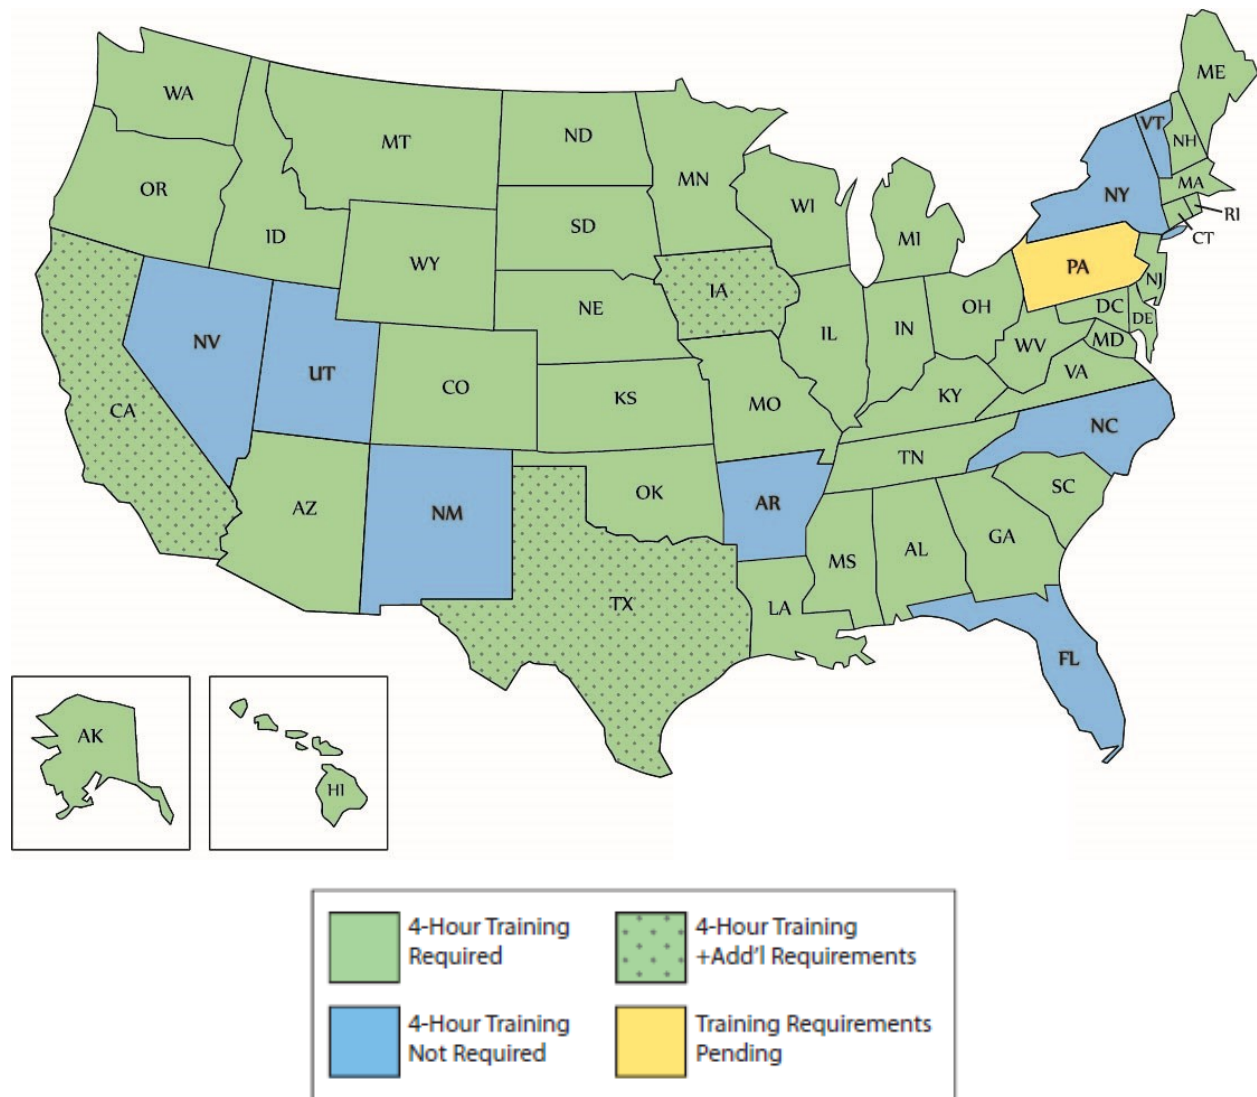 ME
WA
VT
NH
MT
ND
MN
OR
MA
WI
NY
RI
SD
ID
MI
CT
WY
PA
IA
NJ
NE
OH
DC
DE
IL
IN
NV
WV
MD
UT
VA
CO
KS
KY
MO
CA
NC
TN
OK
SC
AZ
NM
AR
GA
AL
MS
TX
LA
FL
AK
HI
4-Hour Training
Required
4-Hour Training
+Add'l Requirements
4-Hour Training
Not Required
Training Requirements
Pending